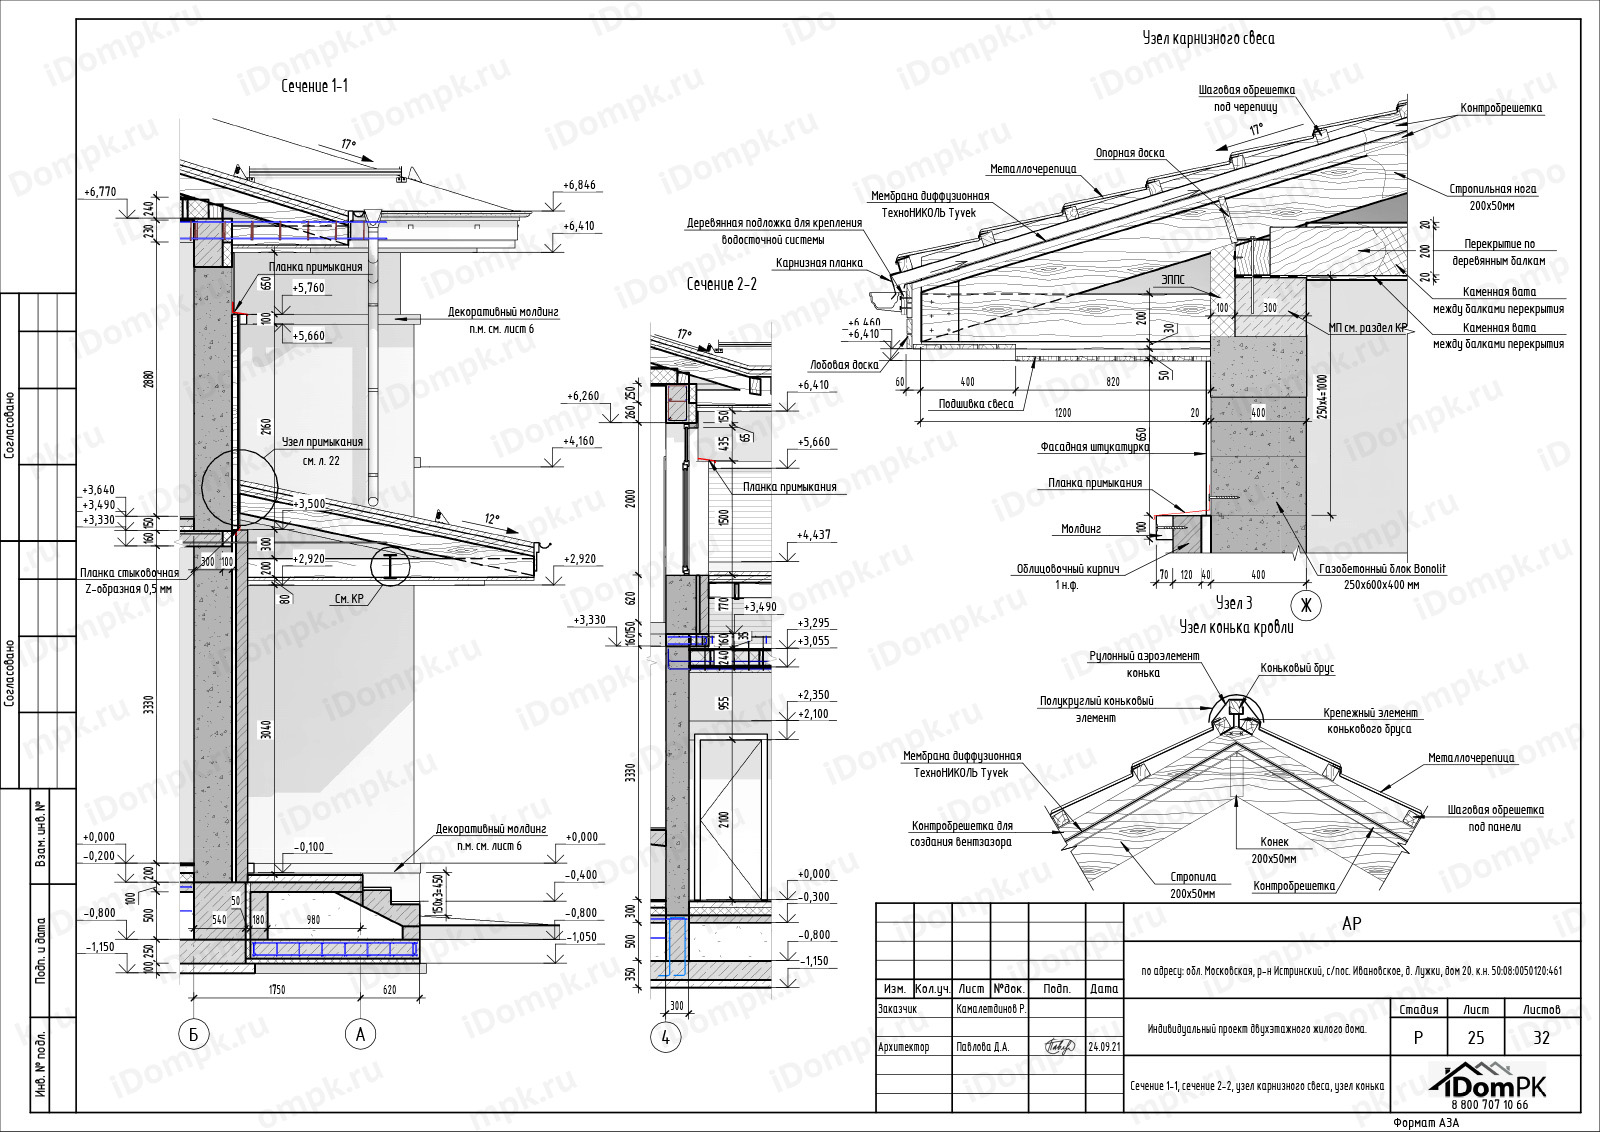 Сечение 1-1
17°
+6,770
240
230
+6,846
+6,410
Планка примыкания
650
+5,760
100
+5,660
Декоративный молдинг
п.м. см. лист 6
2880
2160
Узел примыкания
см. л. 22
+4,160
+3,640
+3,490
+3,330
150
160
+3,500
12°
300
100
300
200
+2,920
+2,920
80
См. КР
Планка стыковочная
Z-образная 0,5 мм
3330
3040
+0,000
-0,200
-0,100
Декоративный молдинг
п.м. см. лист 6
+0,000
200
100
50
540
180
980
150х3=450
-0,400
500
-0,800
-0,800
-1,050
-1,150
250
100
1750
620
Б
А
Сечение 2-2
17°
+6,410
+6,260
250
260
150
435
65
+5,660
Планка примыкания
2000
1500
+4,437
620
770
+3,490
+3,330
150
160
160
35
240
+3,295
+3,055
955
+2,350
+2,100
3330
2100
+0,000
-0,300
300
500
350
-0,800
-1,150
300
4
Узел карнизного свеса
Шаговая обрешетка
под черепицу
Контробрешетка
17°
Опорная доска
Металлочерепица
Мембрана диффузионная
ТехноНИКОЛЬ Tyvek
Стропильная нога
200х50мм
Деревянная подложка для крепления
водосточной системы
Карнизная планка
20
200
20
Перекрытие по
деревянным балкам
ЭППС
Каменная вата
между балками перекрытия
100
300
МП см. раздел КР
Каменная вата
между балками перекрытия
+6,460
+6,410
200
30
50
Лобовая доска
60
400
820
Подшивка свеса
1200
20
400
250х4=1000
650
Фасадная штукатурка
Планка примыкания
Молдинг
100
Облицовочный кирпич
1 н.ф.
70
120
40
400
Газобетонный блок Bonolit
250х600х400 мм
Ж
Узел 3
Узел конька кровли
Рулонный аэроэлемент
конька
Коньковый брус
Полукруглый коньковый
элемент
Крепежный элемент
конькового бруса
Мембрана диффузионная
ТехноНИКОЛЬ Tyvek
Металлочерепица
Контробрешетка для
создания вентзазора
Шаговая обрешетка
под панели
Конек
200х50мм
Стропила
200х50мм
Контробрешетка
АР
по адресу: обл. Московская, р-н Истринский, с/пос. Ивановское, д. Лужки, дом 20. к.н. 50:08:0050120:461
Изм. Кол.уч. Лист №док. Подп. Дата
Заказчик Камалетдинов Р.
Архитектор Павлова Д.А. 24.09.21
Индивидуальный проект двухэтажного жилого дома.
Стадия Лист Листов
Р 25 32
Сечение 1-1, сечение 2-2, узел карнизного свеса, узел конька
iDomPK
8 800 707 10 66
Формат А3А
Согласовано
Согласовано
Взам. инв. №
Подп. и дата
Инв. № подл.
iDompk.ru